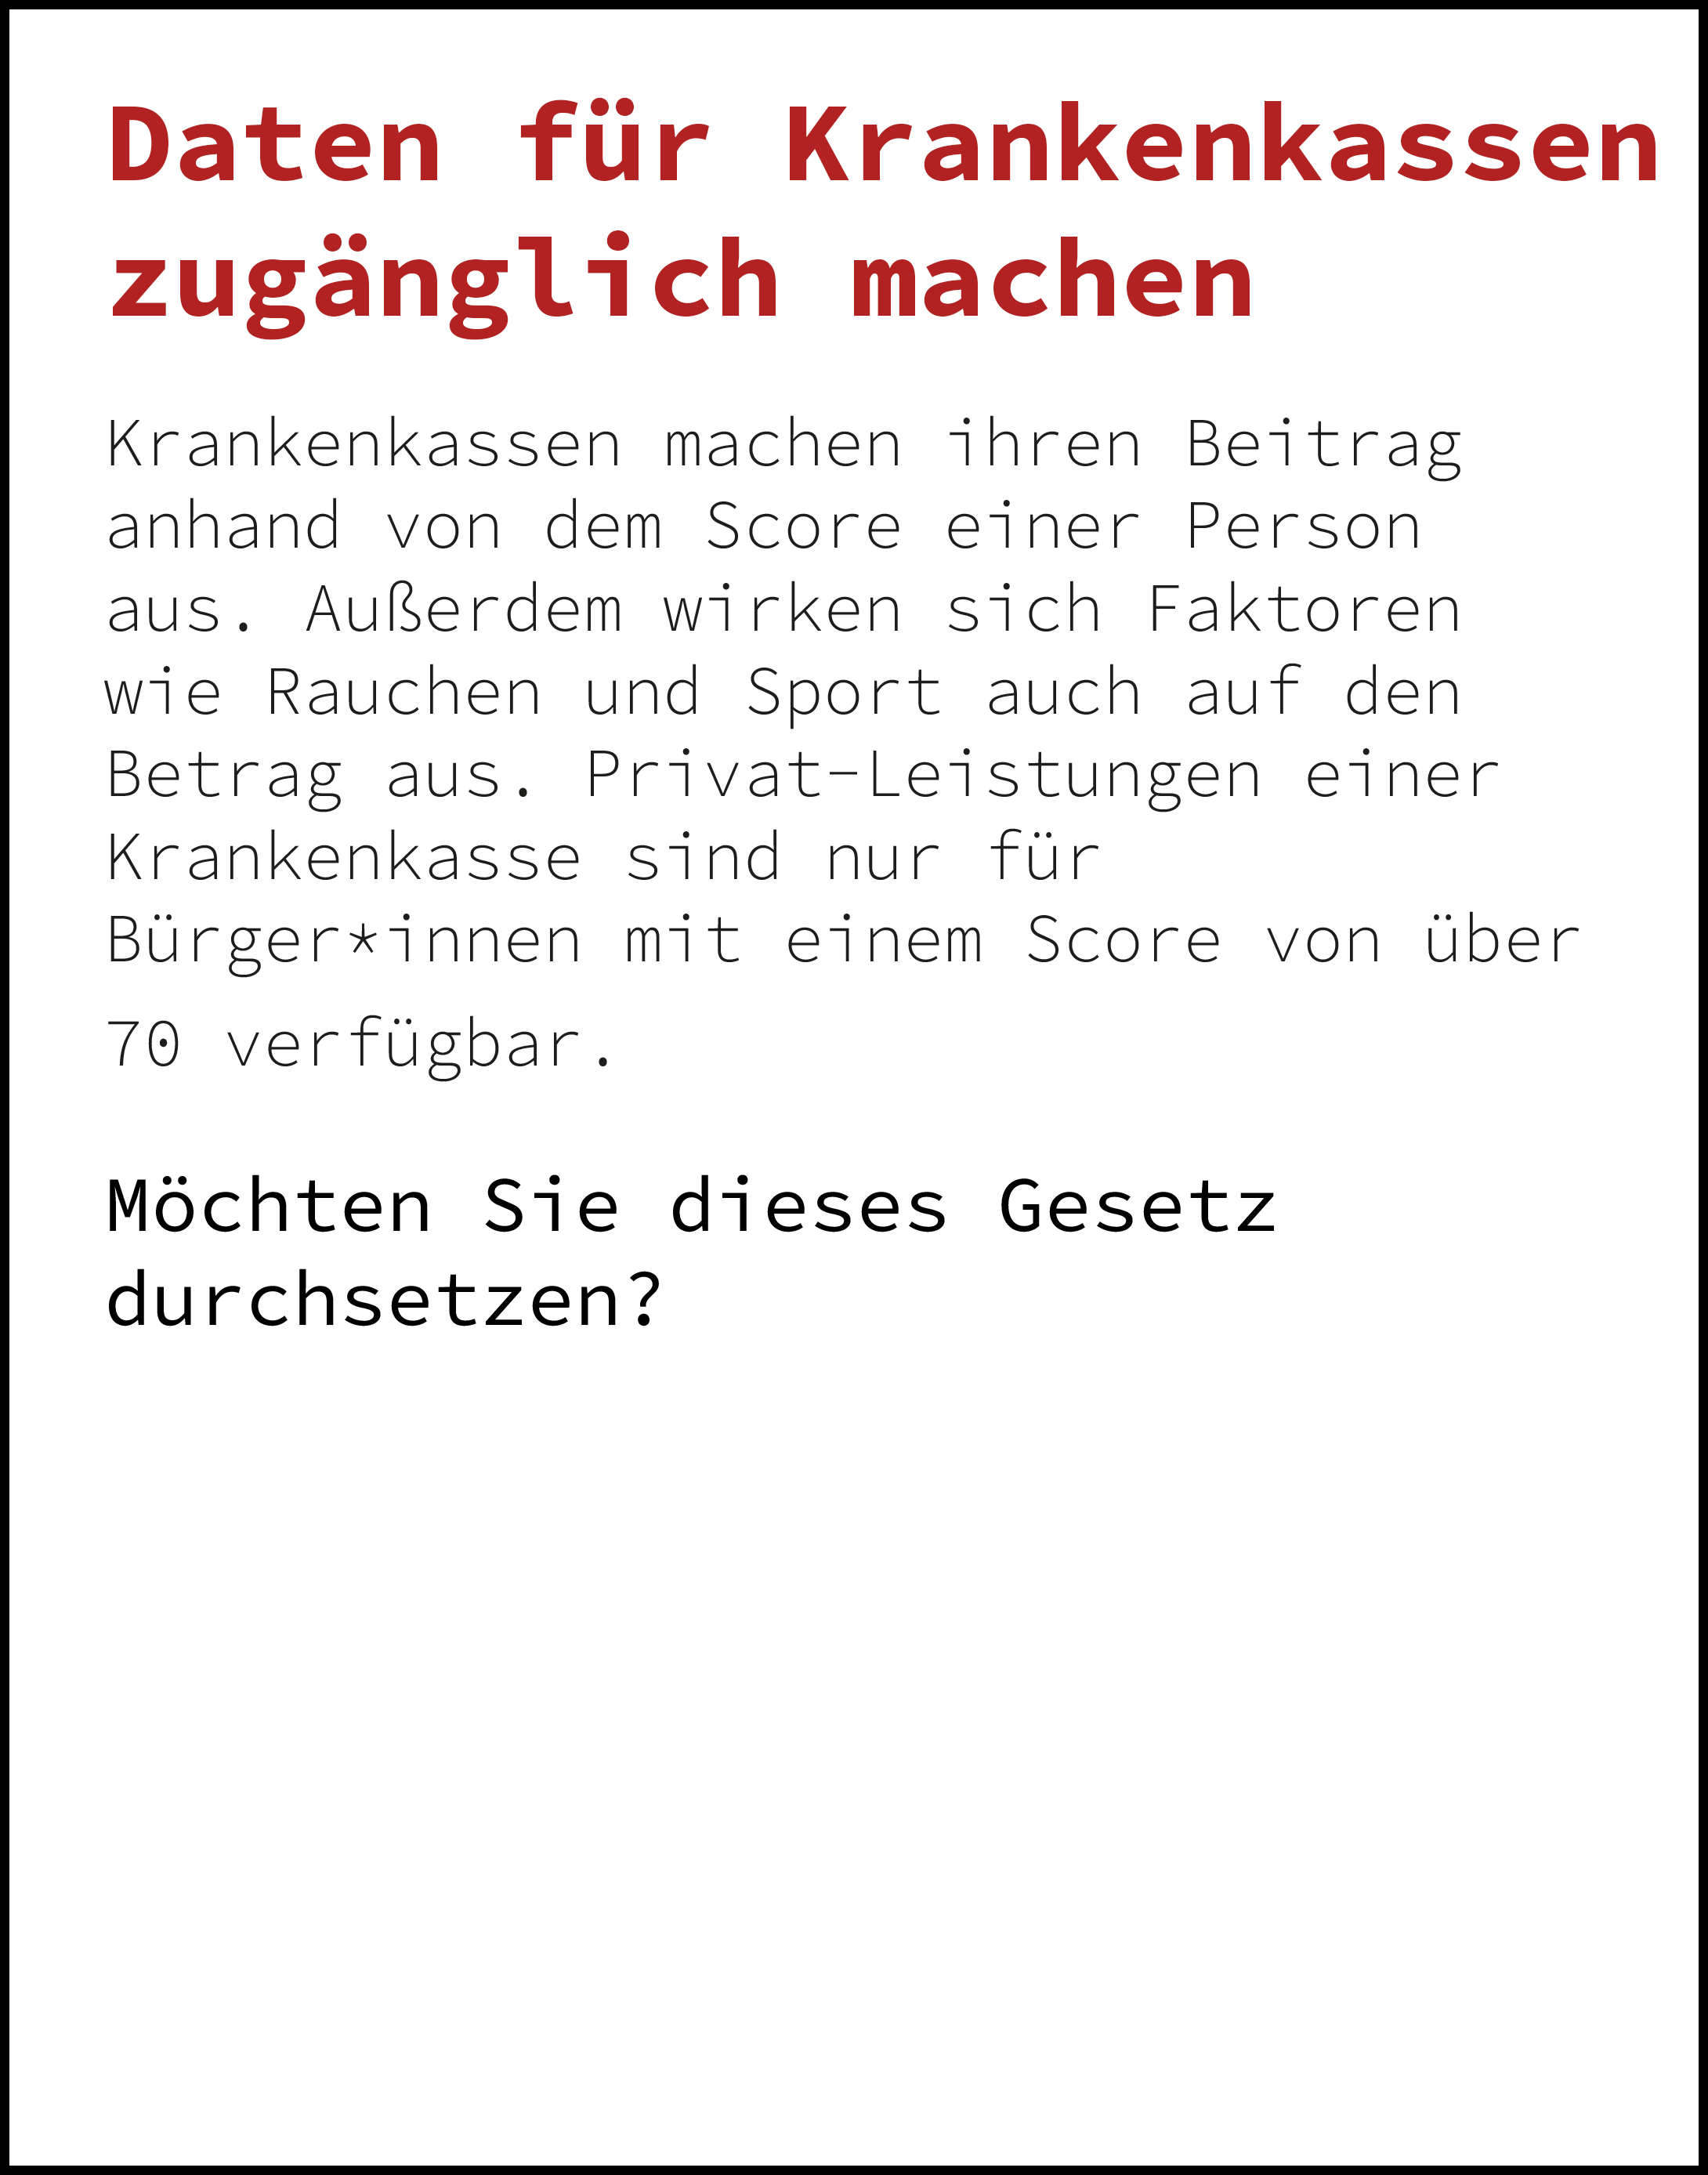 Daten für Krankenkassen
zugänglich machen
Krankenkassen machen ihren Beitrag
anhand von dem Score einer Person
aus. Außerdem wirken sich Faktoren
wie Rauchen und Sport auch auf den
Betrag aus. Privat-Leistungen einer
Krankenkasse sind nur für
Bürger*innen mit einem Score von über
70 verfügbar.
Möchten Sie dieses Gesetz
durchsetzen?